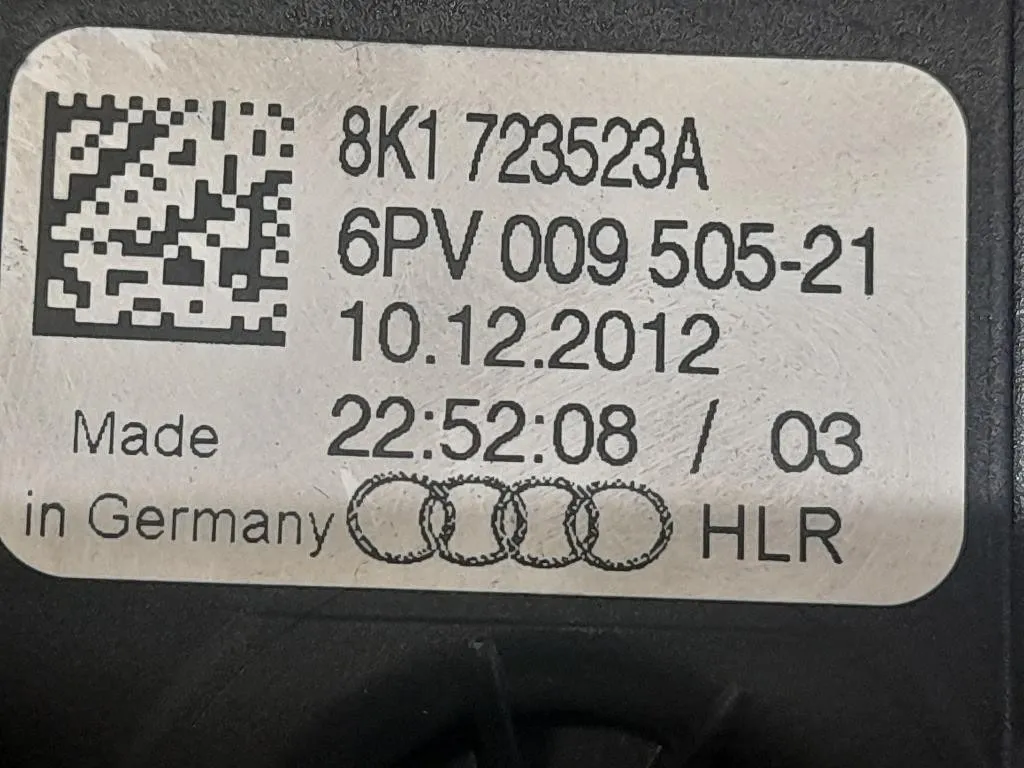 8K1 723523A
6PV 009 505-21
10.12.2012
Made 22:52:08 / 03
in Germany HLR